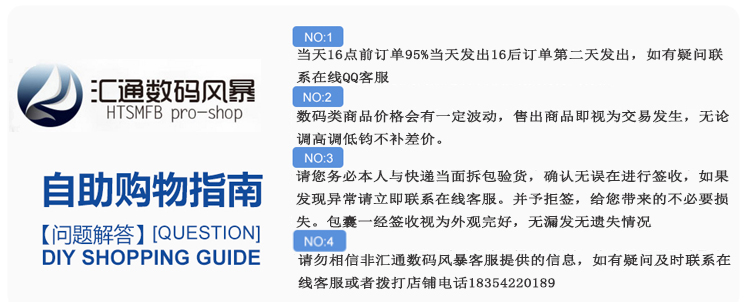 汇通数码风暴
HTSMFB pro-shop
自助购物指南
【问题解答】[QUESTION]
DIY SHOPPING GUIDE
NO:1
当天16点前订单95%当天发出16后订单第二天发出，如有疑问联
系在线QQ客服
NO:2
数码类商品价格会有一定波动，售出商品即视为交易发生，无论
调高调低钧不补差价。
NO:3
请您务必本人与快递当面拆包验货，确认无误在进行签收，如果
发现异常请立即联系在线客服。并予拒签，给您带来的不必要损
失。包囊一经签收视为外观完好，无漏发无遗失情况
NO:4
请勿相信非汇通数码风暴客服提供的信息，如有疑问及时联系在
线客服或者拨打店铺电话18354220189